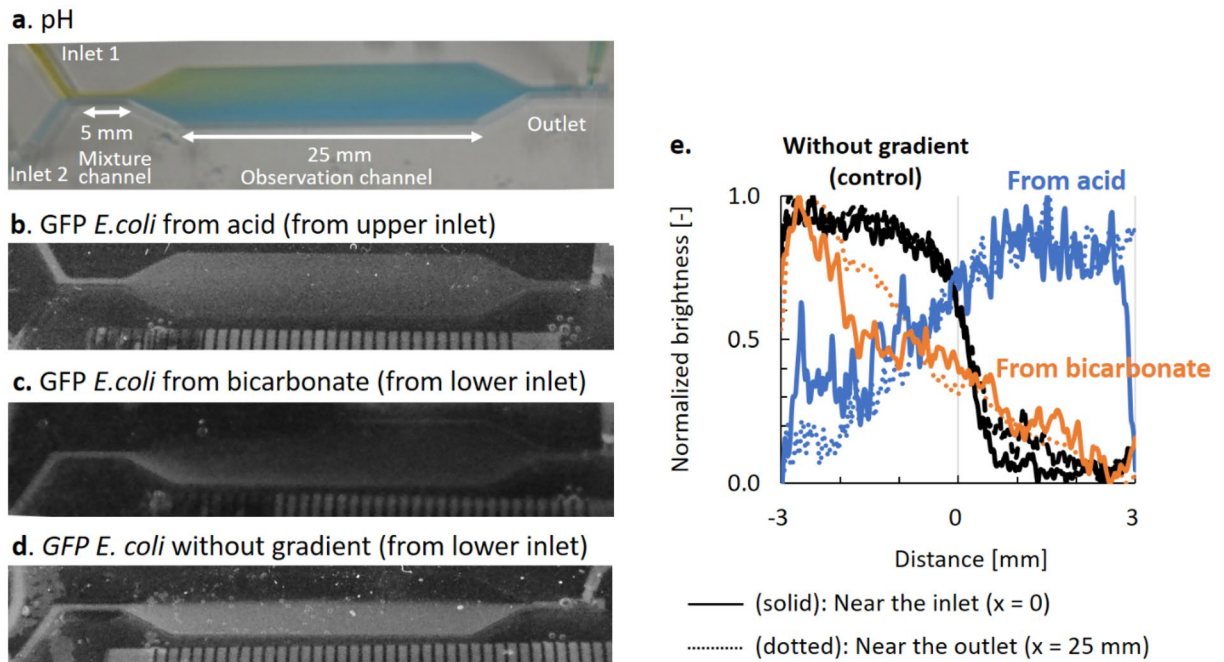 a. pH
Inlet 1
5 mm
Mixture
channel
Inlet 2
25 mm
Observation channel
Outlet
b. GFP E.coli from acid (from upper inlet)
c. GFP E.coli from bicarbonate (from lower inlet)
d. GFP E. coli without gradient (from lower inlet)
e.
Without gradient
(control)
From acid
From bicarbonate
Normalized brightness [-]
1.0
0.5
0.0
-3
0
3
Distance [mm]
(solid): Near the inlet (x = 0)
(dotted): Near the outlet (x = 25 mm)